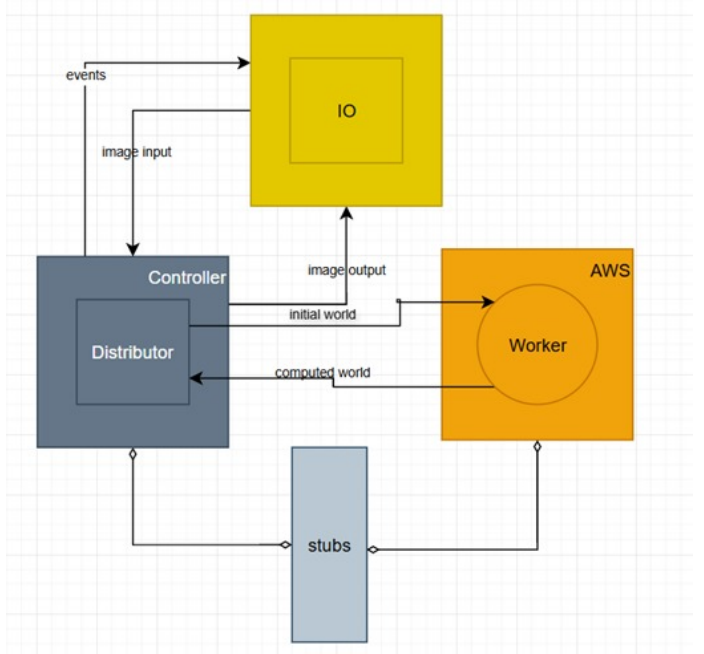 events
IO
image input
Controller
image output
AWS
initial world
Distributor
Worker
computed world
stubs